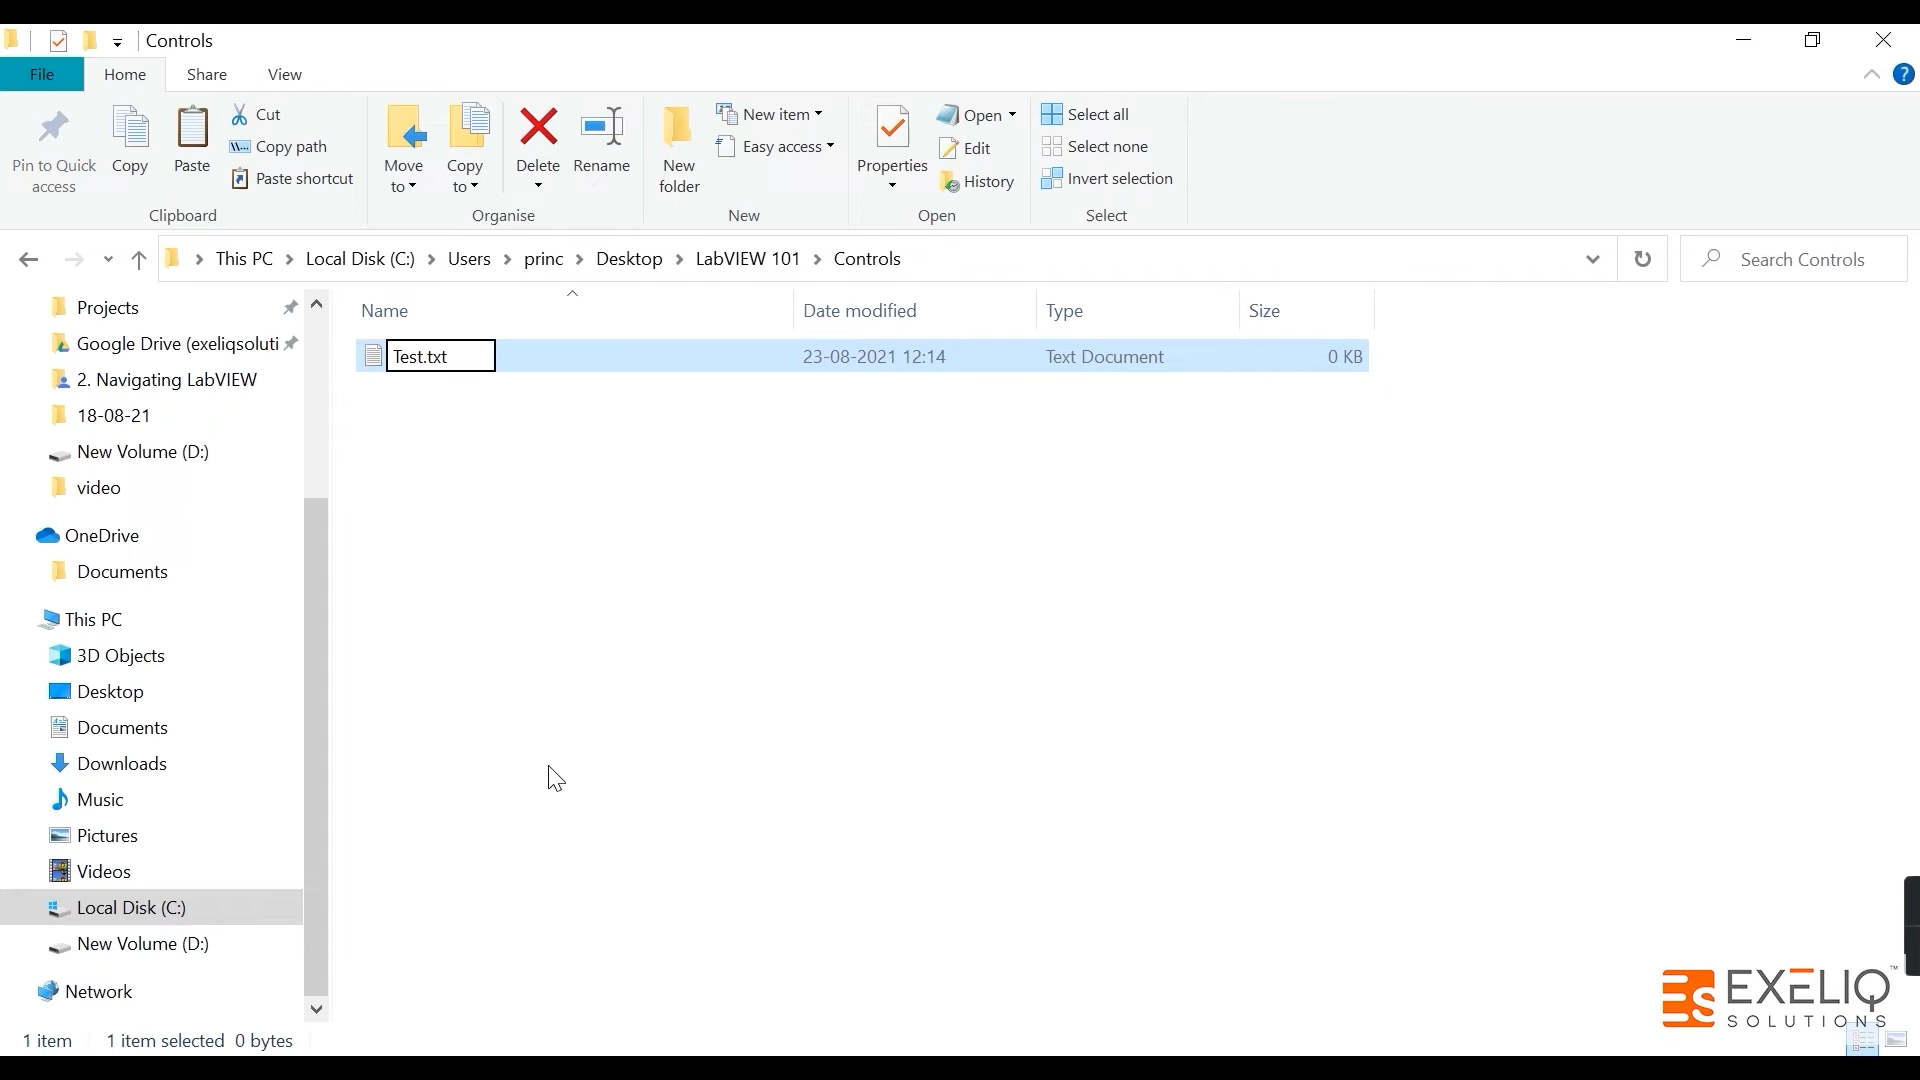 Controls
File Home Share View
Pin to Quick access
Copy
Paste
Cut
Copy path
Paste shortcut
Clipboard
Move to
Copy to
Delete
Rename
Organise
New folder
New item
Easy access
New
Properties
Open
Edit
History
Open
Select all
Select none
Invert selection
Select
This PC Local Disk (C:) Users princ Desktop LabVIEW 101 Controls
Search Controls
Projects
Google Drive (exeliqsoluti
2. Navigating LabVIEW
18-08-21
New Volume (D:)
video
OneDrive
Documents
This PC
3D Objects
Desktop
Documents
Downloads
Music
Pictures
Videos
Local Disk (C:)
New Volume (D:)
Network
Name Date modified Type Size
Test.txt 23-08-2021 12:14 Text Document 0 KB
EXELIQ™
SOLUTIONS
1 item 1 item selected 0 bytes